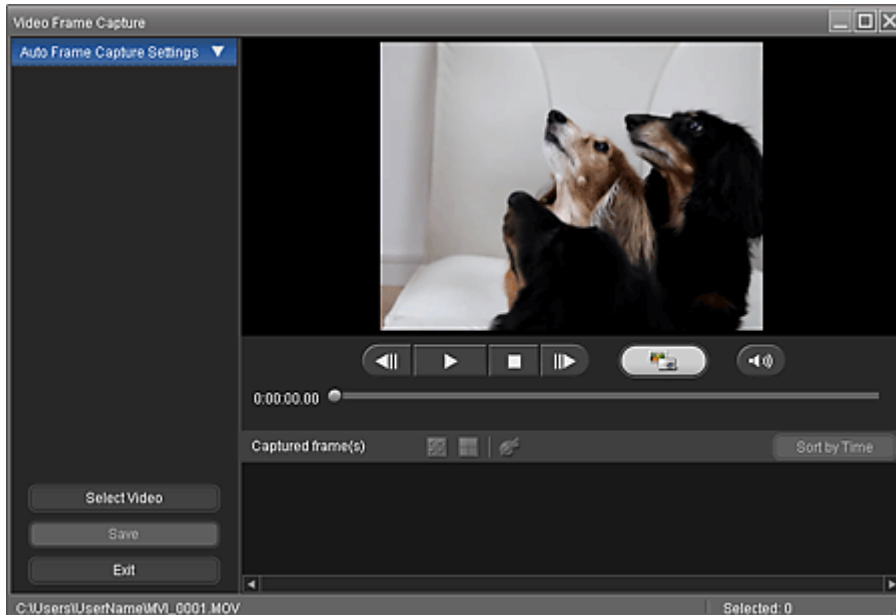 Video Frame Capture
Auto Frame Capture Settings
0:00:00.00
Captured frame(s)
Sort by Time
Select Video
Save
Exit
C:\Users\UserName\MVI_0001.MOV
Selected: 0